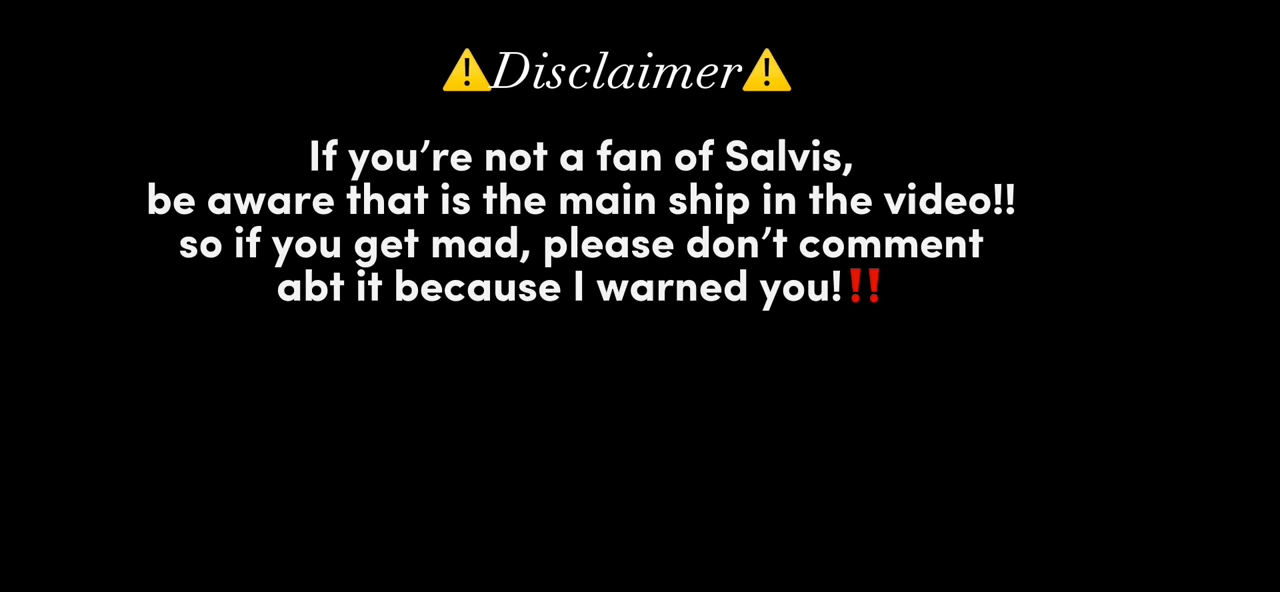 ⚠️Disclaimer⚠️
If you’re not a fan of Salvis,
be aware that is the main ship in the video!!
so if you get mad, please don’t comment
abt it because I warned you!‼️